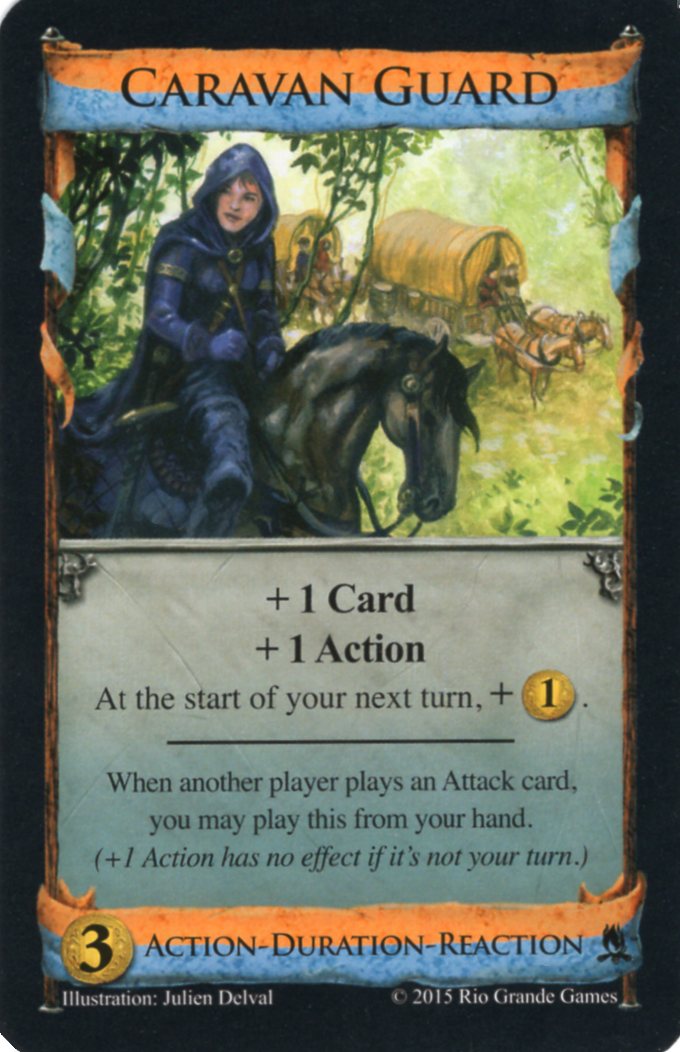 CARAVAN GUARD
+ 1 Card
+ 1 Action
At the start of your next turn, + 1 .
When another player plays an Attack card,
you may play this from your hand.
(+1 Action has no effect if it's not your turn.)
3 ACTION-DURATION-REACTION
Illustration: Julien Delval © 2015 Rio Grande Games